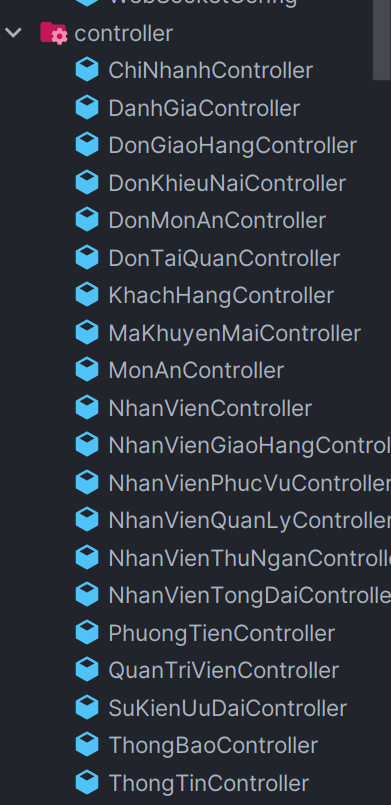 WebSocketConfig
controller
ChiNhanhController
DanhGiaController
DonGiaoHangController
DonKhieuNaiController
DonMonAnController
DonTaiQuanController
KhachHangController
MaKhuyenMaiController
MonAnController
NhanVienController
NhanVienGiaoHangControl
NhanVienPhucVuController
NhanVienQuanLyController
NhanVienThuNganControlle
NhanVienTongDaiControlle
PhuongTienController
QuanTriVienController
SuKienUuDaiController
ThongBaoController
ThongTinController